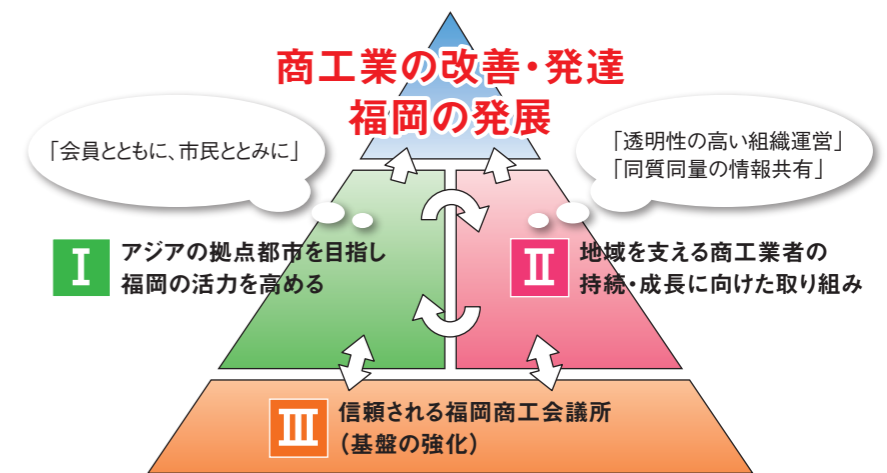 商工業の改善・発達
福岡の発展
「会員とともに、市民ととみに」
「透明性の高い組織運営」
「同質同量の情報共有」
Ⅰ
アジアの拠点都市を目指し
福岡の活力を高める
Ⅱ
地域を支える商工業者の
持続・成長に向けた取り組み
Ⅲ
信頼される福岡商工会議所
（基盤の強化）